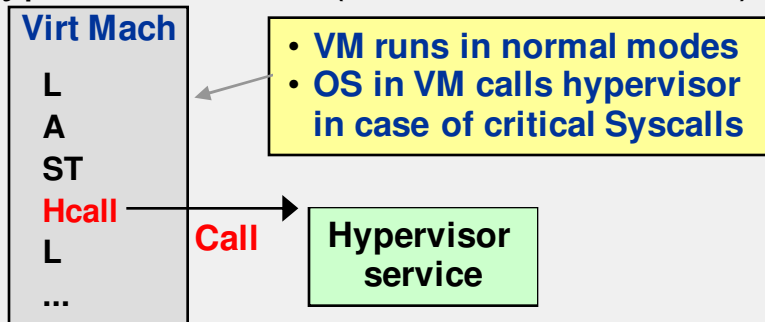 Virt Mach
L
A
ST
Hcall
L
...
• VM runs in normal modes
• OS in VM calls hypervisor
in case of critical Syscalls
Call
Hypervisor
service